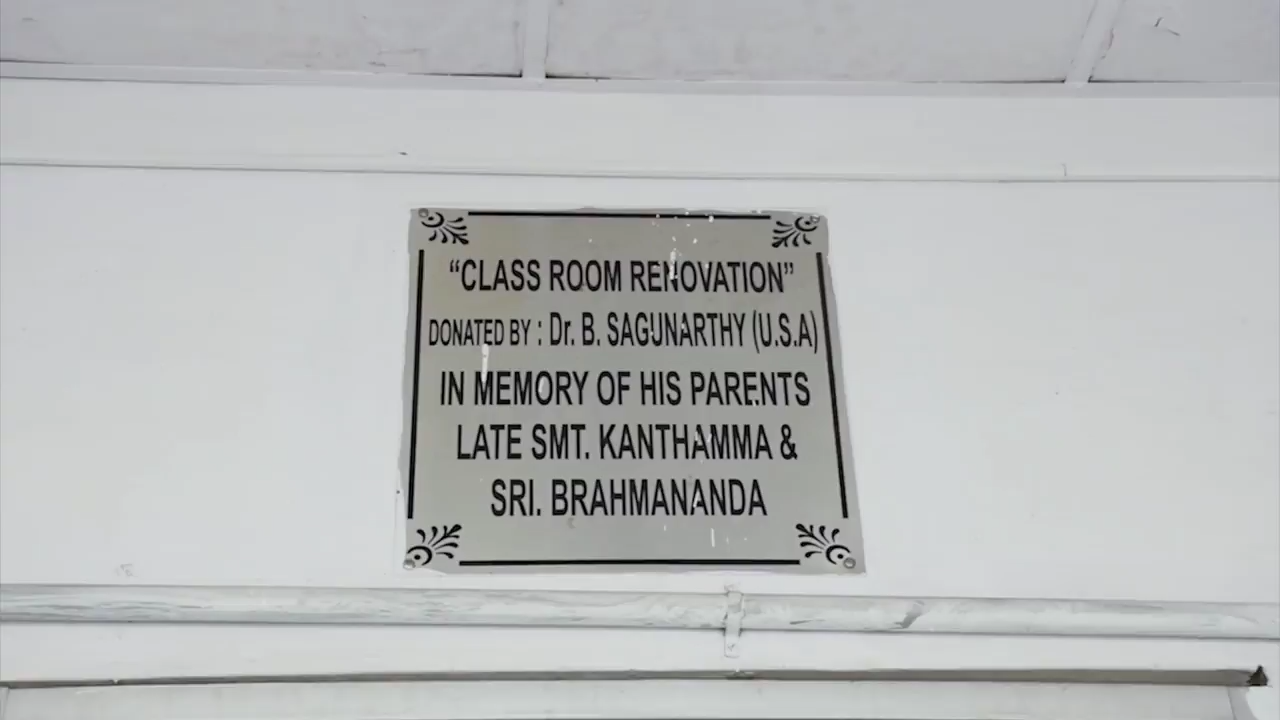 “CLASS ROOM RENOVATION”
DONATED BY : Dr. B. SAGUNARTHY (U.S.A)
IN MEMORY OF HIS PARENTS
LATE SMT. KANTHAMMA &
SRI. BRAHMANANDA